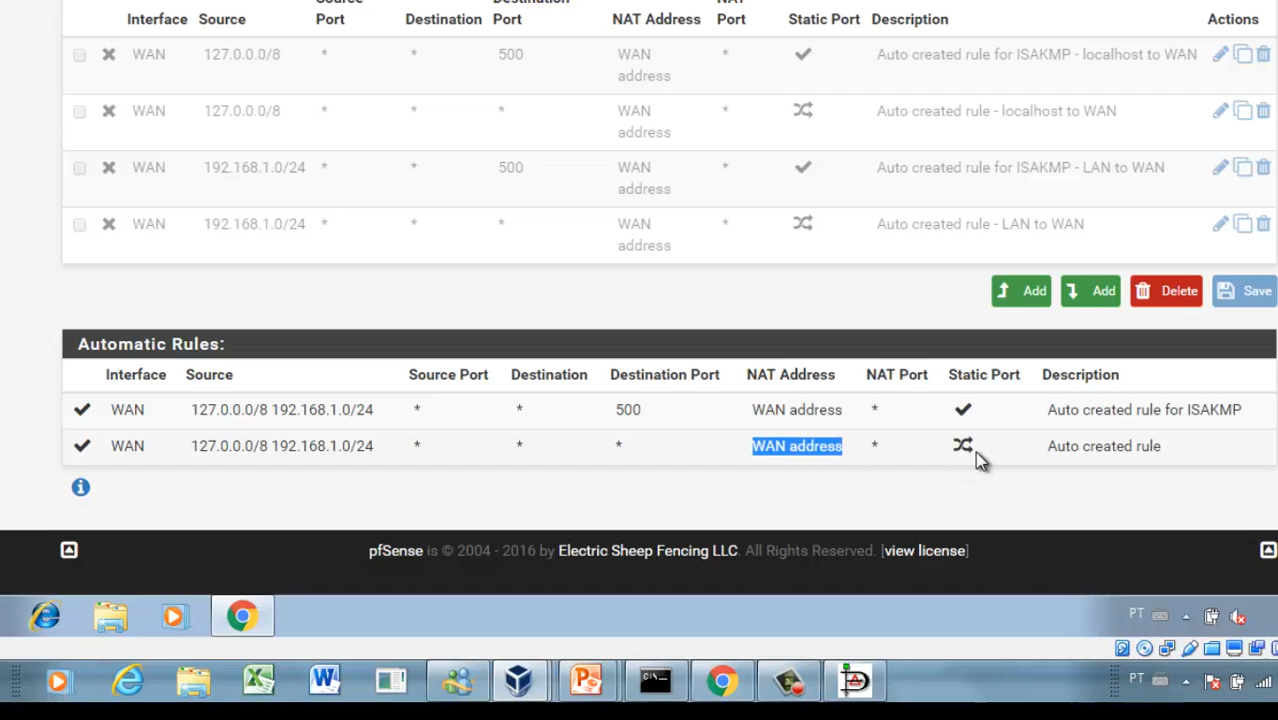 Source Port Destination NAT
Interface Source Port Destination Port NAT Address Port Static Port Description Actions
WAN 127.0.0.0/8 * * 500 WAN address * Auto created rule for ISAKMP - localhost to WAN
WAN 127.0.0.0/8 * * * WAN address * Auto created rule - localhost to WAN
WAN 192.168.1.0/24 * * 500 WAN address * Auto created rule for ISAKMP - LAN to WAN
WAN 192.168.1.0/24 * * * WAN address * Auto created rule - LAN to WAN
Add Add Delete Save
Automatic Rules:
Interface Source Source Port Destination Destination Port NAT Address NAT Port Static Port Description
WAN 127.0.0.0/8 192.168.1.0/24 * * 500 WAN address * Auto created rule for ISAKMP
WAN 127.0.0.0/8 192.168.1.0/24 * * * WAN address * Auto created rule
pfSense is © 2004 - 2016 by Electric Sheep Fencing LLC. All Rights Reserved. [view license]
PT
PT